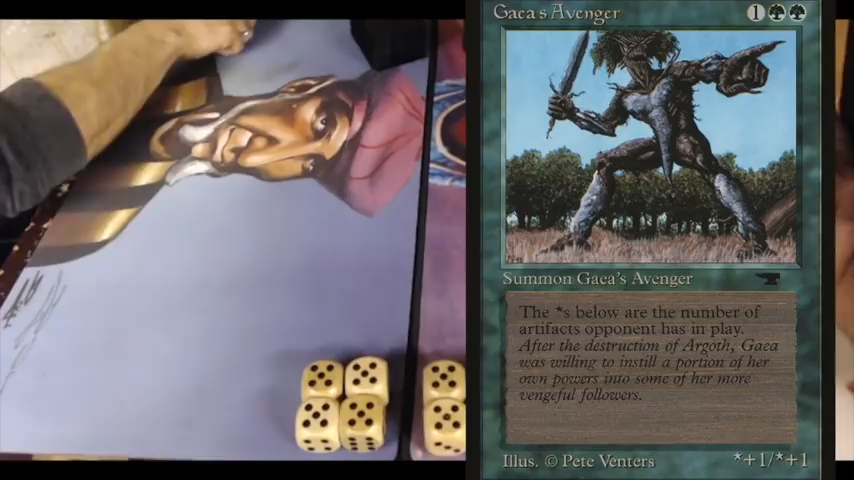 Gaea's Avenger
1
Summon Gaea's Avenger
The *s below are the number of
artifacts opponent has in play.
After the destruction of Argoth, Gaea
was willing to instill a portion of her
own powers into some of her more
vengeful followers.
Illus. © Pete Venters
*+1/*+1